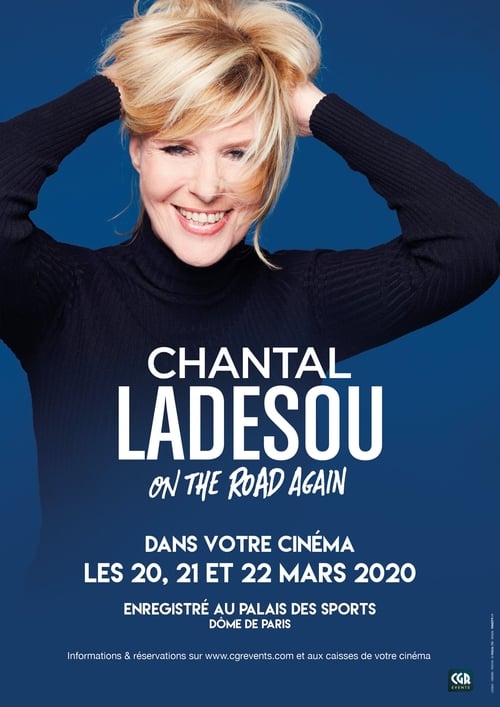 CHANTAL
LADESOU
ON THE ROAD AGAIN
DANS VOTRE CINÉMA
LES 20, 21 ET 22 MARS 2020
ENREGISTRÉ AU PALAIS DES SPORTS
DÔME DE PARIS
Informations & réservations sur www.cgrevents.com et aux caisses de votre cinéma
CGR
EVENTS